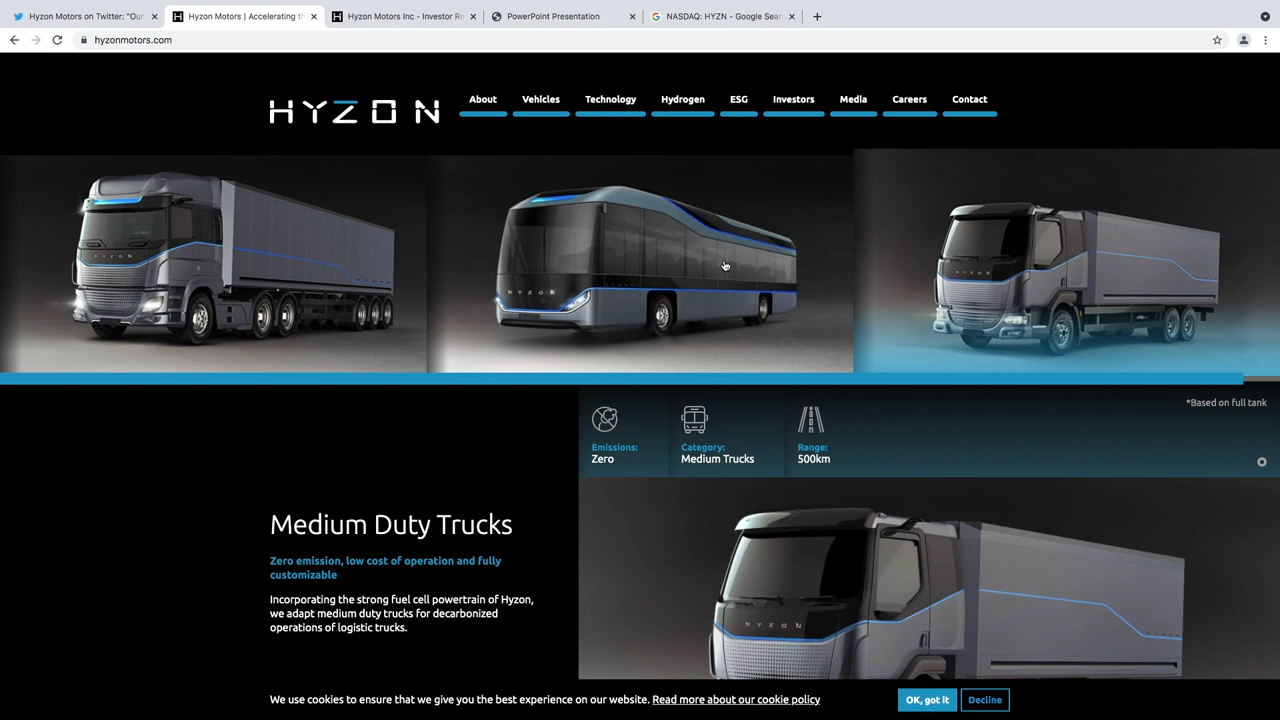 Hyzon Motors on Twitter: "Our
Hyzon Motors | Accelerating th
Hyzon Motors Inc - Investor Re
PowerPoint Presentation
NASDAQ: HYZN - Google Sear
hyzonmotors.com
HYZON
About
Vehicles
Technology
Hydrogen
ESG
Investors
Media
Careers
Contact
HYZON
HYZON
HYZON
*Based on full tank
Emissions:
Zero
Category:
Medium Trucks
Range:
500km
Medium Duty Trucks
Zero emission, low cost of operation and fully
customizable
Incorporating the strong fuel cell powertrain of Hyzon,
we adapt medium duty trucks for decarbonized
operations of logistic trucks.
HYZON
We use cookies to ensure that we give you the best experience on our website. Read more about our cookie policy
OK, got it
Decline